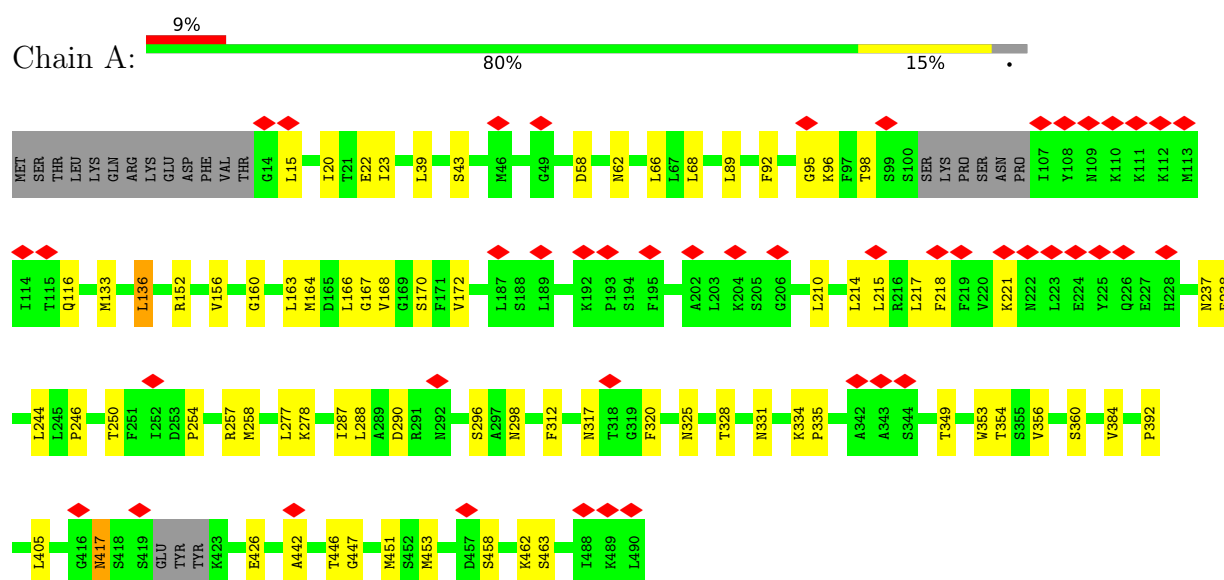 9%
Chain A:
80% 15% •
MET SER THR LEU LYS GLN ARG LYS GLU ASP PHE VAL THR G14 L15 I20 T21 E22 I23 L39 S43 M46 G49 D58 N62 L66 L67 L68 L89 F92 G95 K96 F97 T98 S99 S100 SER LYS PRO SER ASN PRO I107 Y108 N109 K110 K111 K112 M113
I114 T115 Q116 M133 L136 R152 V156 G160 L163 M164 D165 L166 G167 V168 G169 S170 F171 V172 L187 S188 L189 K192 P193 S194 F195 A202 L203 K204 S205 G206 L210 L214 L215 R216 L217 F218 F219 V220 K221 N222 L223 E224 Y225 Q226 E227 H228 N237
L244 L245 P246 T250 F251 I252 D253 P254 R257 M258 L277 K278 I287 L288 A289 D290 R291 N292 S296 A297 N298 F312 N317 T318 G319 F320 N325 T328 N331 K334 P335 A342 A343 S344 T349 W353 T354 S355 V356 S360 V384 P392
L405 G416 N417 S418 S419 GLU TYR TYR K423 E426 A442 T446 G447 M451 S452 M453 D457 S458 K462 S463 I488 K489 L490